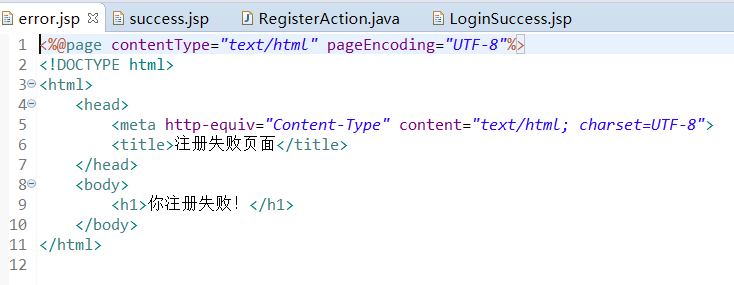 error.jsp success.jsp RegisterAction.java LoginSuccess.jsp
1 <%@page contentType="text/html" pageEncoding="UTF-8"%>
2 <!DOCTYPE html>
3 <html>
4 <head>
5 <meta http-equiv="Content-Type" content="text/html; charset=UTF-8">
6 <title>注册失败页面</title>
7 </head>
8 <body>
9 <h1>你注册失败！</h1>
10 </body>
11 </html>
12